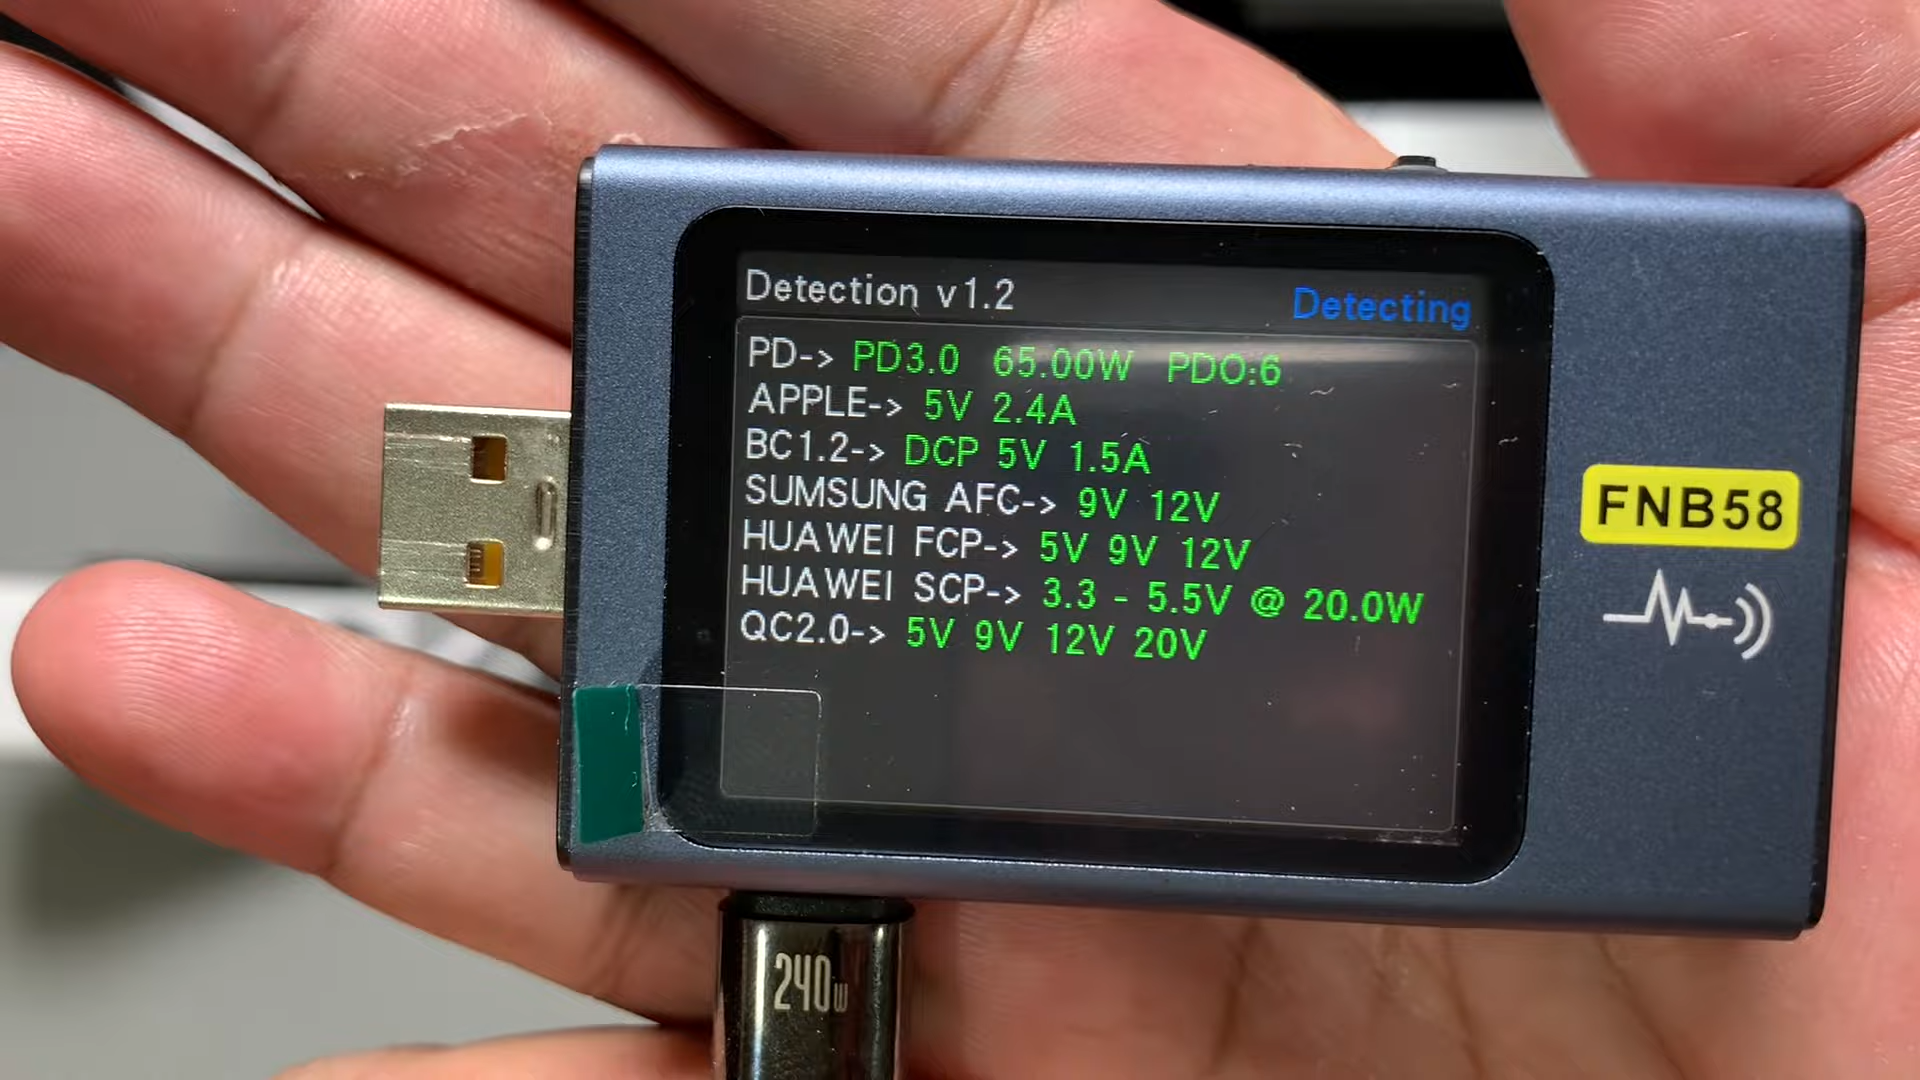 Detection v1.2
Detecting
PD-> PD3.0 65.00W PDO:6
APPLE-> 5V 2.4A
BC1.2-> DCP 5V 1.5A
SUMSUNG AFC-> 9V 12V
HUAWEI FCP-> 5V 9V 12V
HUAWEI SCP-> 3.3 - 5.5V @ 20.0W
QC2.0-> 5V 9V 12V 20V
FNB58
240W